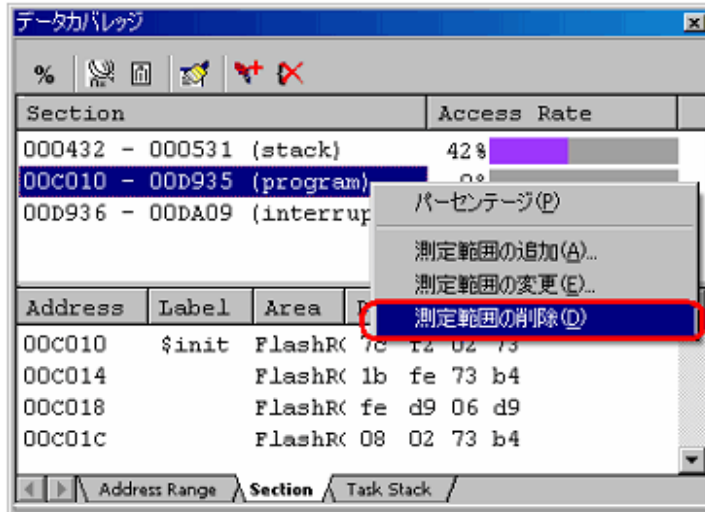 データカバレッジ
%
Section Access Rate
000432 - 000531 (stack) 42%
00C010 - 00D935 (program) 0%
00D936 - 00DA09 (interrup
パーセンテージ(P)
測定範囲の追加(A)...
測定範囲の変更(E)...
測定範囲の削除(D)
Address Label Area
00C010 $init FlashR( 7c f2 02 73
00C014 FlashR( 1b fe 73 b4
00C018 FlashR( fe d9 06 d9
00C01C FlashR( 08 02 73 b4
Address Range Section Task Stack